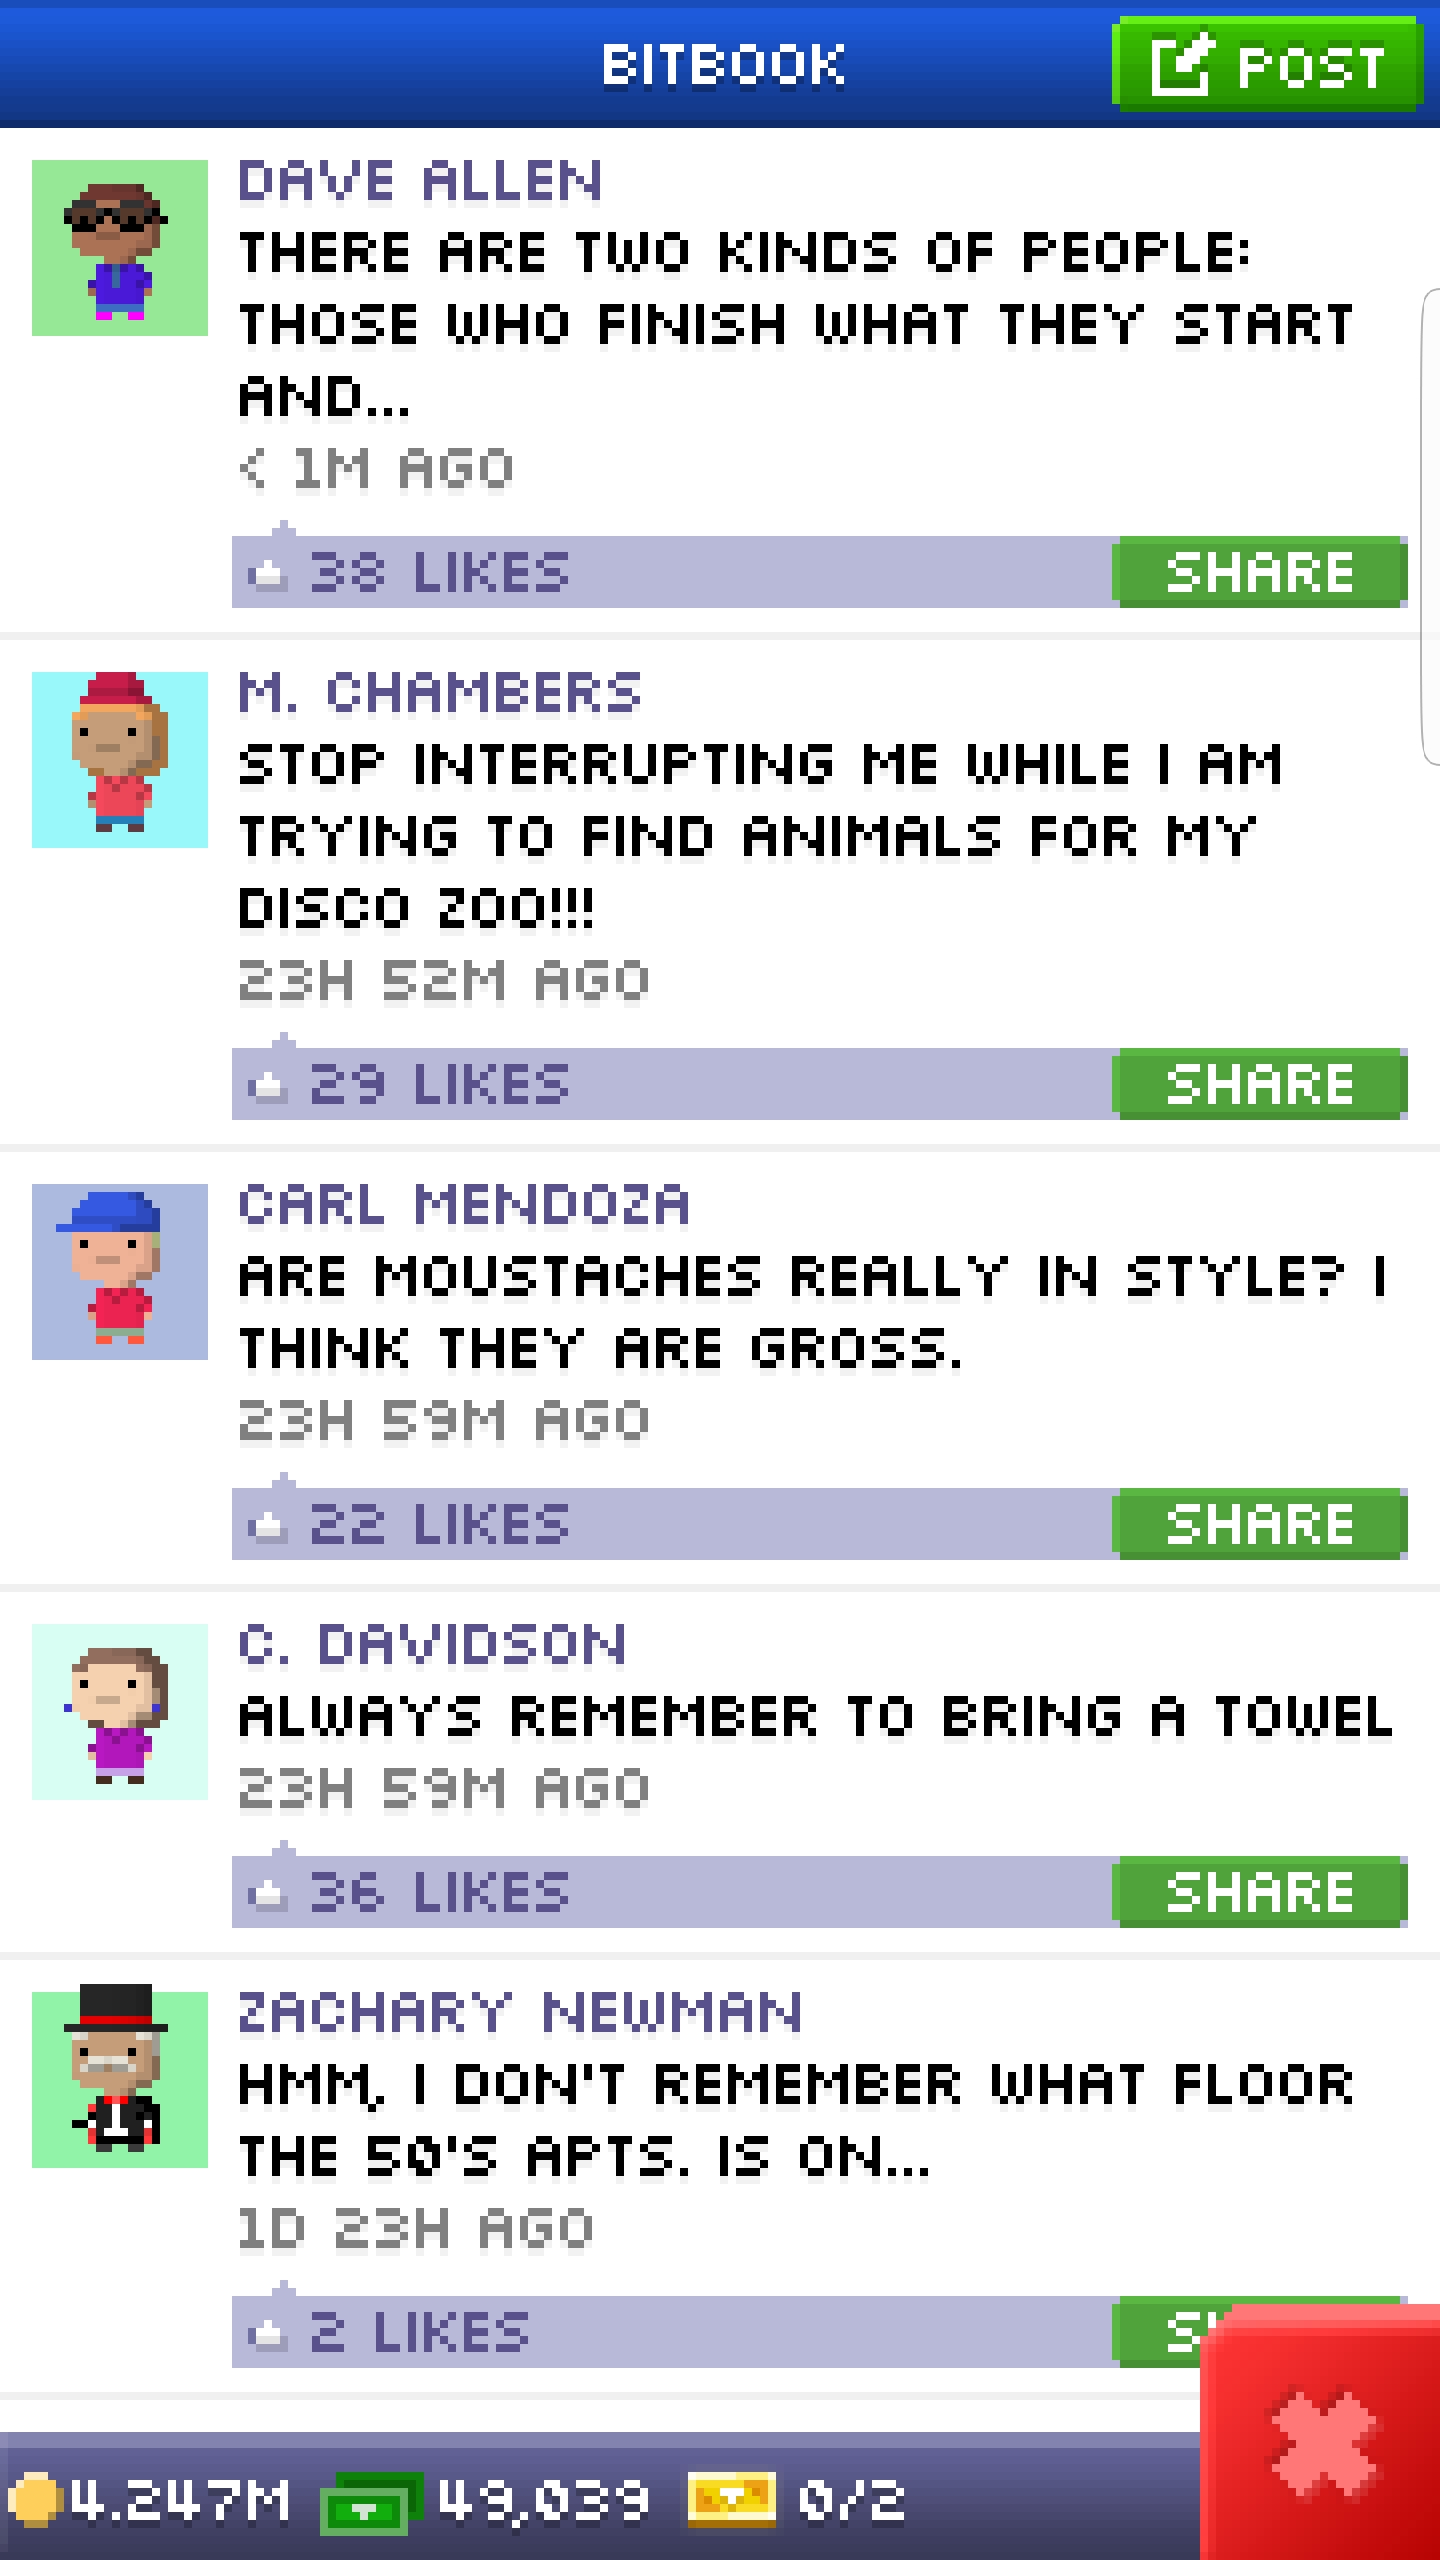 BITBOOK
POST
DAVE ALLEN
THERE ARE TWO KINDS OF PEOPLE:
THOSE WHO FINISH WHAT THEY START
AND...
< 1M AGO
38 LIKES
SHARE
M. CHAMBERS
STOP INTERRUPTING ME WHILE I AM
TRYING TO FIND ANIMALS FOR MY
DISCO ZOO!!!
23H 52M AGO
29 LIKES
SHARE
CARL MENDOZA
ARE MOUSTACHES REALLY IN STYLE? I
THINK THEY ARE GROSS.
23H 59M AGO
22 LIKES
SHARE
C. DAVIDSON
ALWAYS REMEMBER TO BRING A TOWEL
23H 59M AGO
36 LIKES
SHARE
ZACHARY NEWMAN
HMM, I DON'T REMEMBER WHAT FLOOR
THE 50'S APTS. IS ON...
1D 23H AGO
2 LIKES
4.247M 49,039 0/2